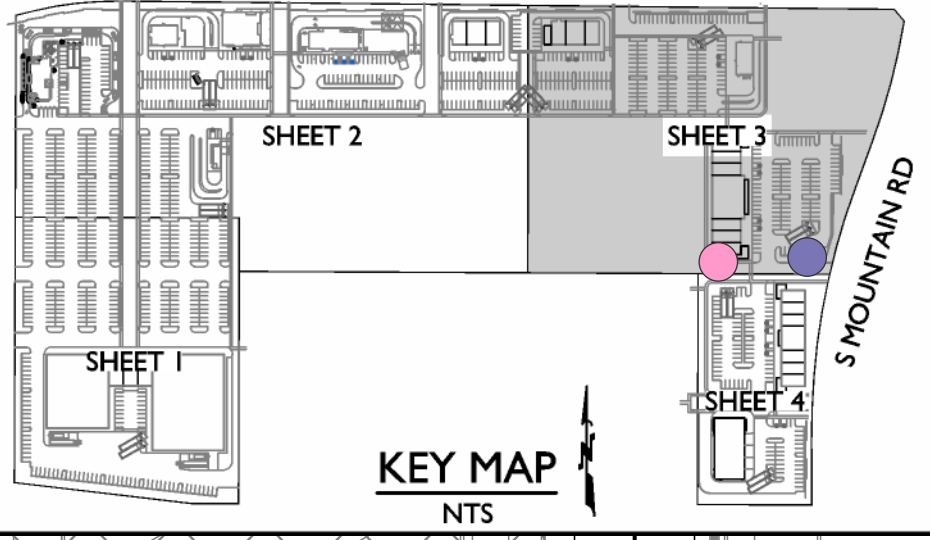 SHEET 2
SHEET 3
S MOUNTAIN RD
SHEET 1
SHEET 4
KEY MAP
NTS